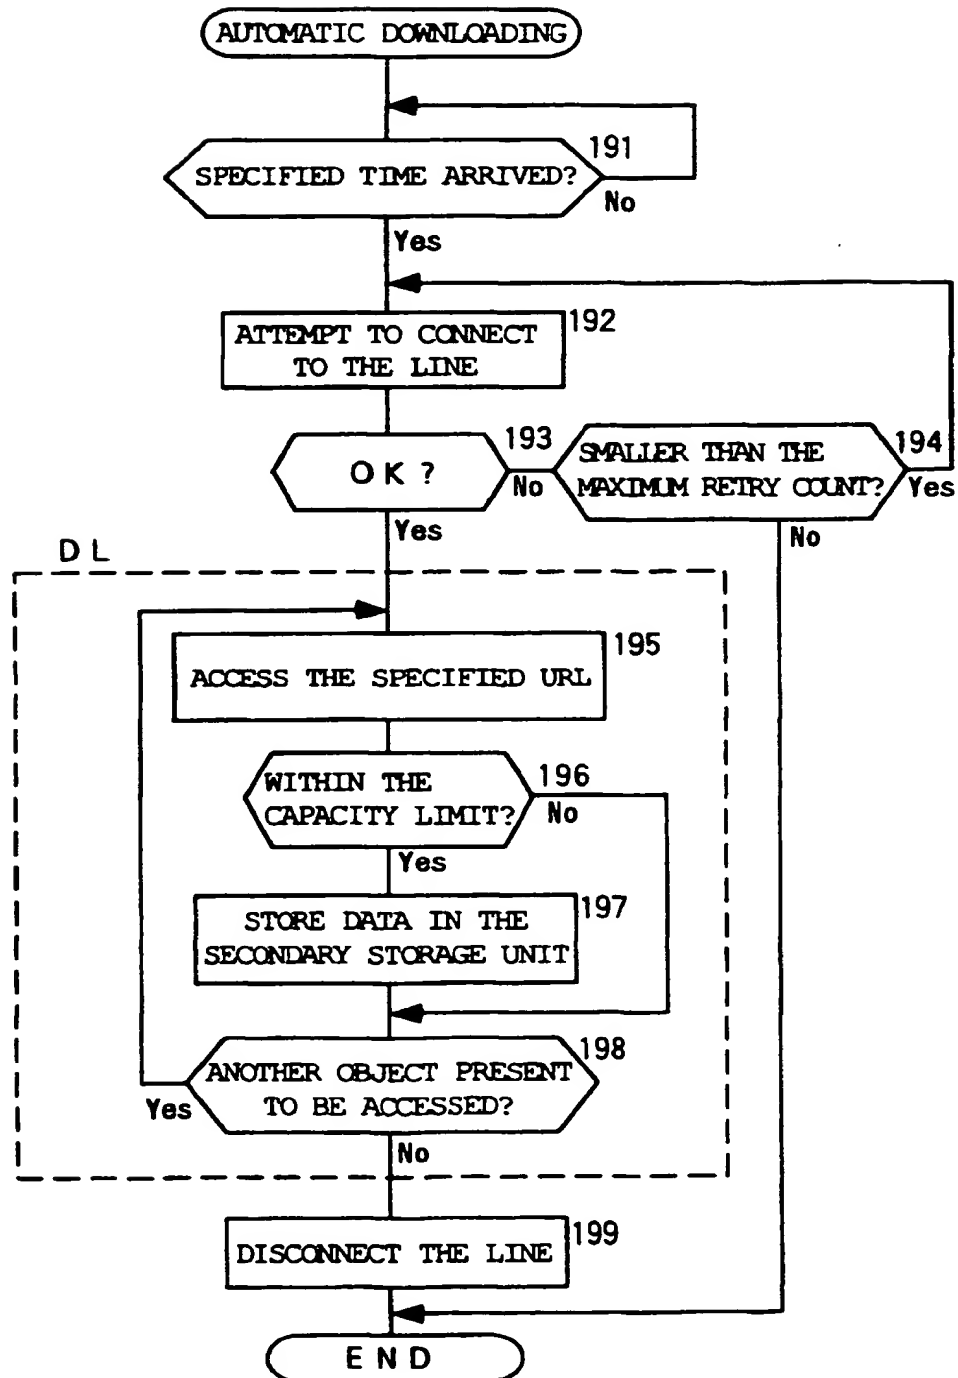 AUTOMATIC DOWNLOADING
191
SPECIFIED TIME ARRIVED?
No
Yes
192
ATTEMPT TO CONNECT
TO THE LINE
193
OK?
No
194
SMALLER THAN THE
MAXIMUM RETRY COUNT?
Yes
Yes
No
DL
195
ACCESS THE SPECIFIED URL
196
WITHIN THE
CAPACITY LIMIT?
No
Yes
197
STORE DATA IN THE
SECONDARY STORAGE UNIT
198
ANOTHER OBJECT PRESENT
TO BE ACCESSED?
Yes
No
199
DISCONNECT THE LINE
END